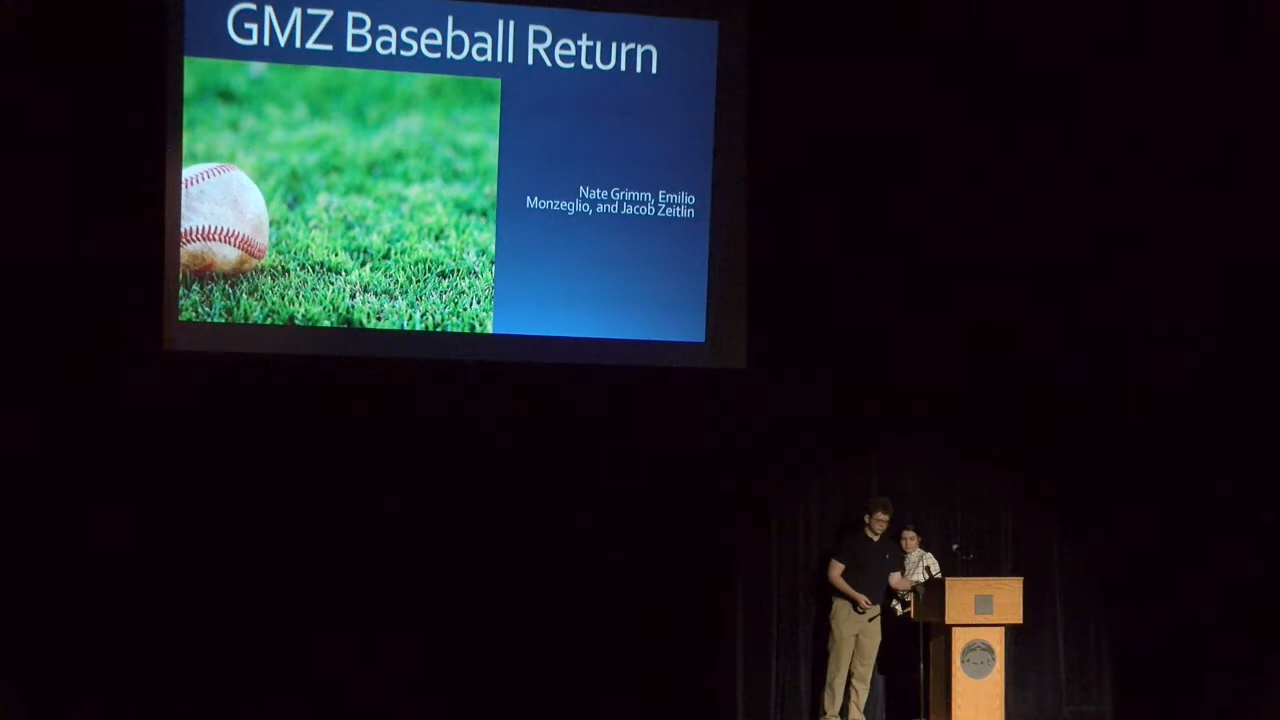 GMZ Baseball Return
Nate Grimm, Emilio
Monzeglio, and Jacob Zeitlin